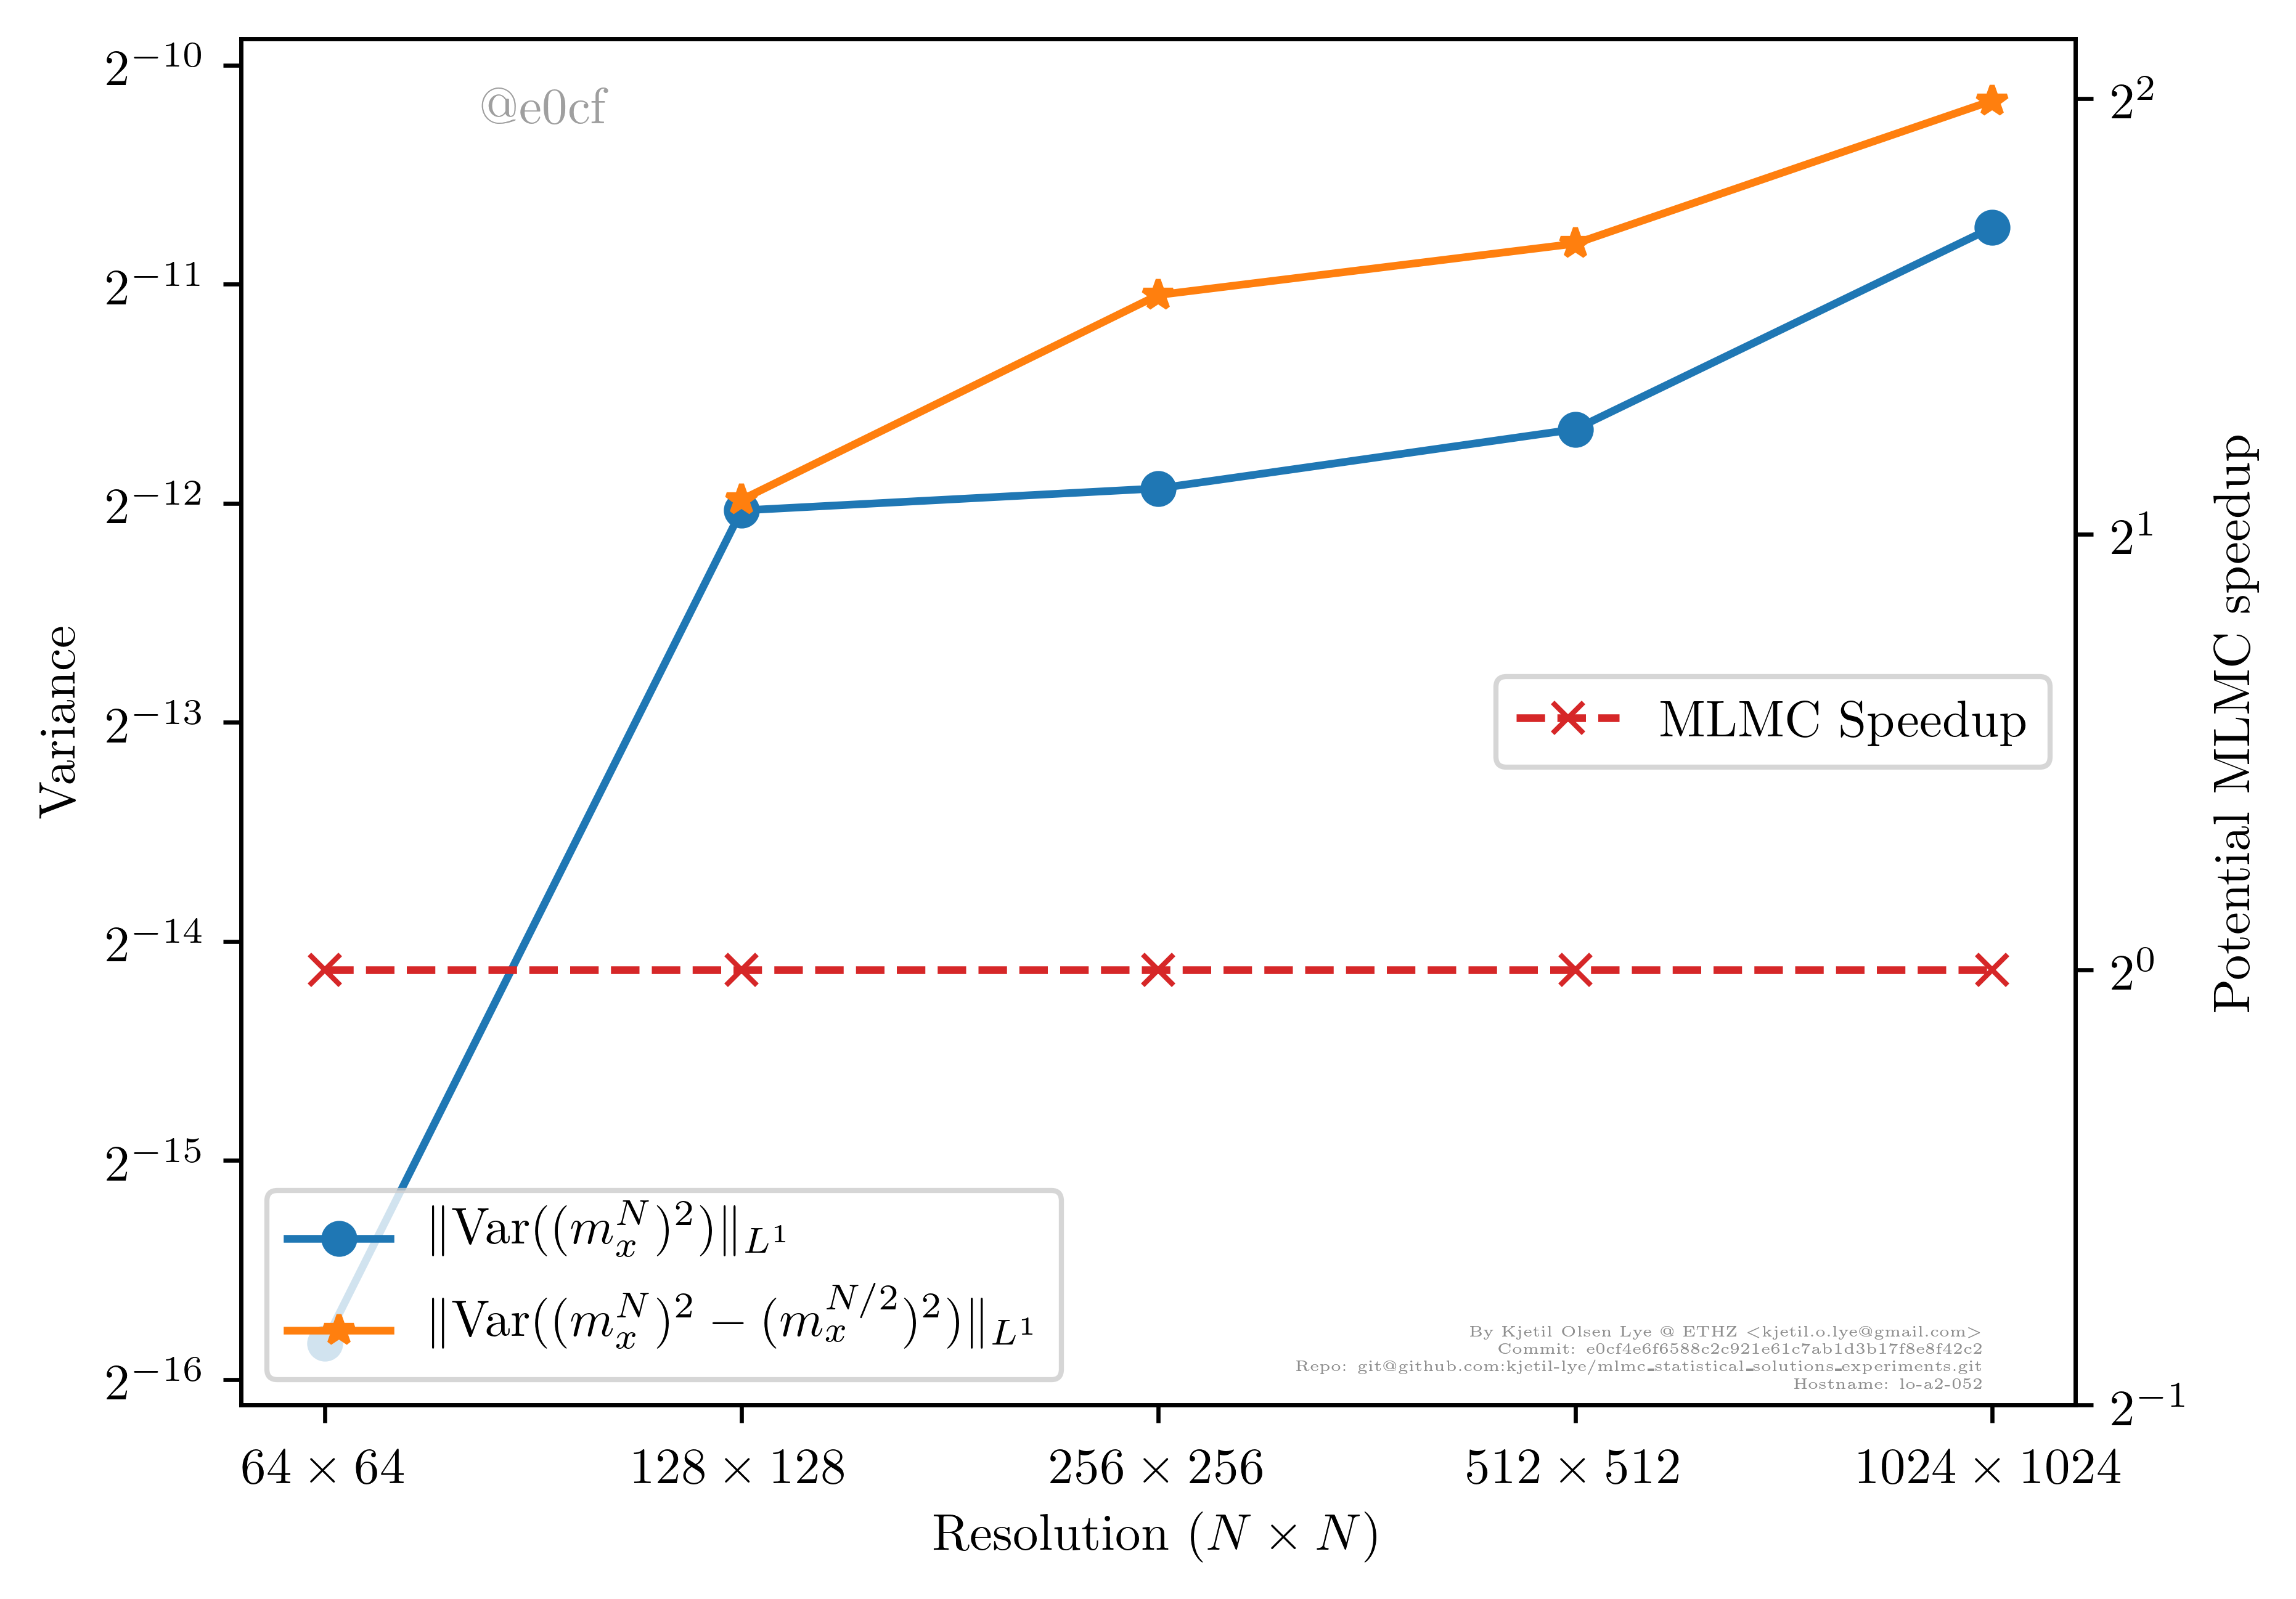 @e0cf
2^{-10}
2^{-11}
2^{-12}
2^{-13}
2^{-14}
2^{-15}
2^{-16}
Variance
2^2
2^1
2^0
2^{-1}
Potential MLMC speedup
MLMC Speedup
‖Var((m_x^N)^2)‖_{L^1}
‖Var((m_x^N)^2 − (m_x^{N/2})^2)‖_{L^1}
By Kjetil Olsen Lye @ ETHZ <kjetil.o.lye@gmail.com>
Commit: e0cf4e6f6588c2c921e61c7ab1d3b17f8e8f42c2
Repo: git@github.com:kjetil-lye/mlmc_statistical_solutions_experiments.git
Hostname: lo-a2-052
64 × 64 128 × 128 256 × 256 512 × 512 1024 × 1024
Resolution (N × N)